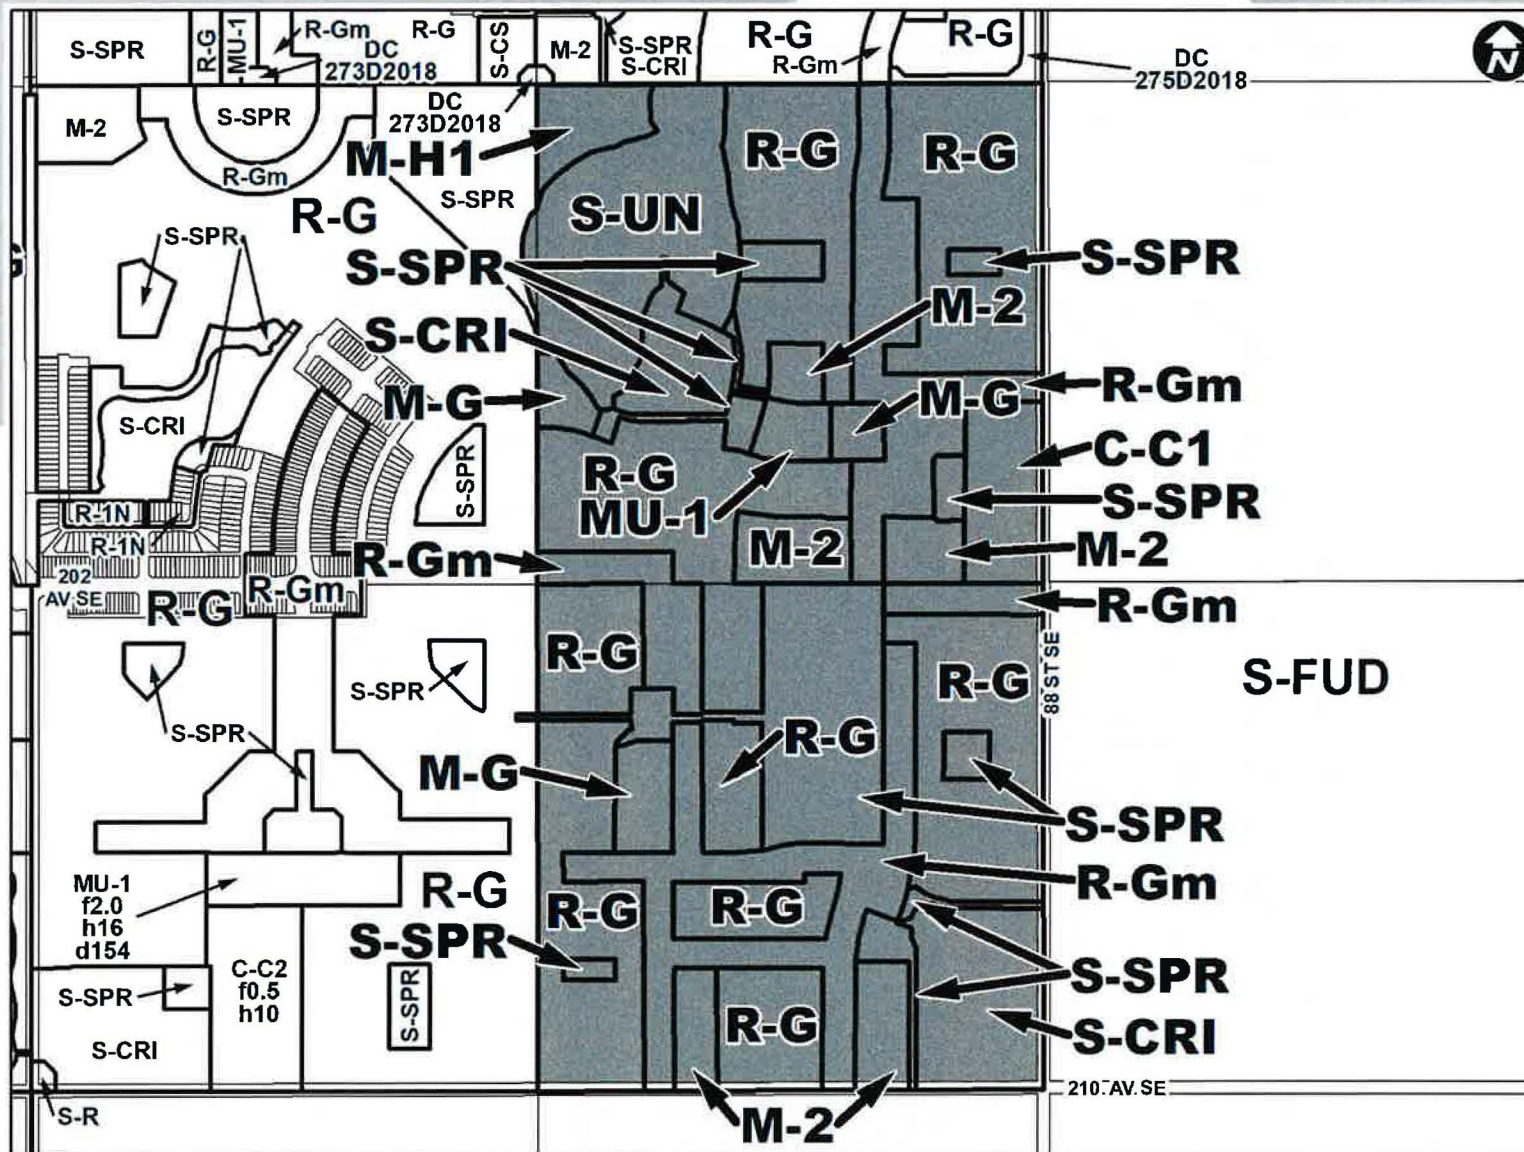 S-SPR
R-G
MU-1
R-Gm
DC
273D2018
R-G
S-CS
M-2
S-SPR
S-CRI
R-G
R-Gm
R-G
DC
275D2018
N
M-2
S-SPR
R-Gm
DC
273D2018
M-H1
S-SPR
R-G
R-G
R-G
S-UN
S-SPR
S-SPR
S-SPR
M-2
S-CRI
M-G
M-G
R-Gm
S-CRI
S-SPR
R-G
MU-1
C-C1
S-SPR
M-2
M-2
R-1N
R-1N
R-Gm
202
AV SE
R-G
R-Gm
R-Gm
R-G
R-G
88 ST SE
S-FUD
S-SPR
S-SPR
R-G
M-G
S-SPR
R-Gm
MU-1
f2.0
h16
d154
R-G
R-G
R-G
S-SPR
S-SPR
C-C2
f0.5
h10
S-SPR
S-SPR
S-CRI
R-G
S-CRI
210 AV SE
S-R
M-2